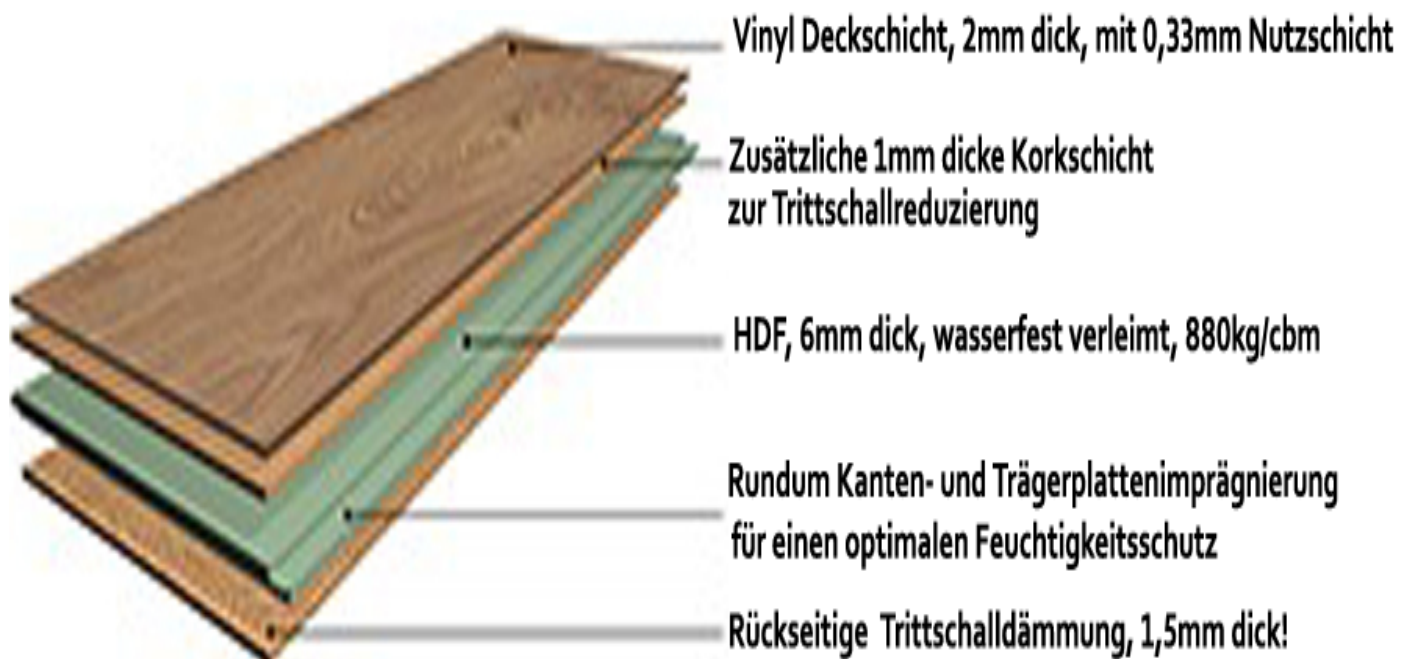 Vinyl Deckschicht, 2mm dick, mit 0,33mm Nutzschicht
Zusätzliche 1mm dicke Korkschicht
zur Trittschallreduzierung
HDF, 6mm dick, wasserfest verleimt, 880kg/cbm
Rundum Kanten- und Trägerplattenimprägnierung
für einen optimalen Feuchtigkeitsschutz
Rückseitige Trittschalldämmung, 1,5mm dick!